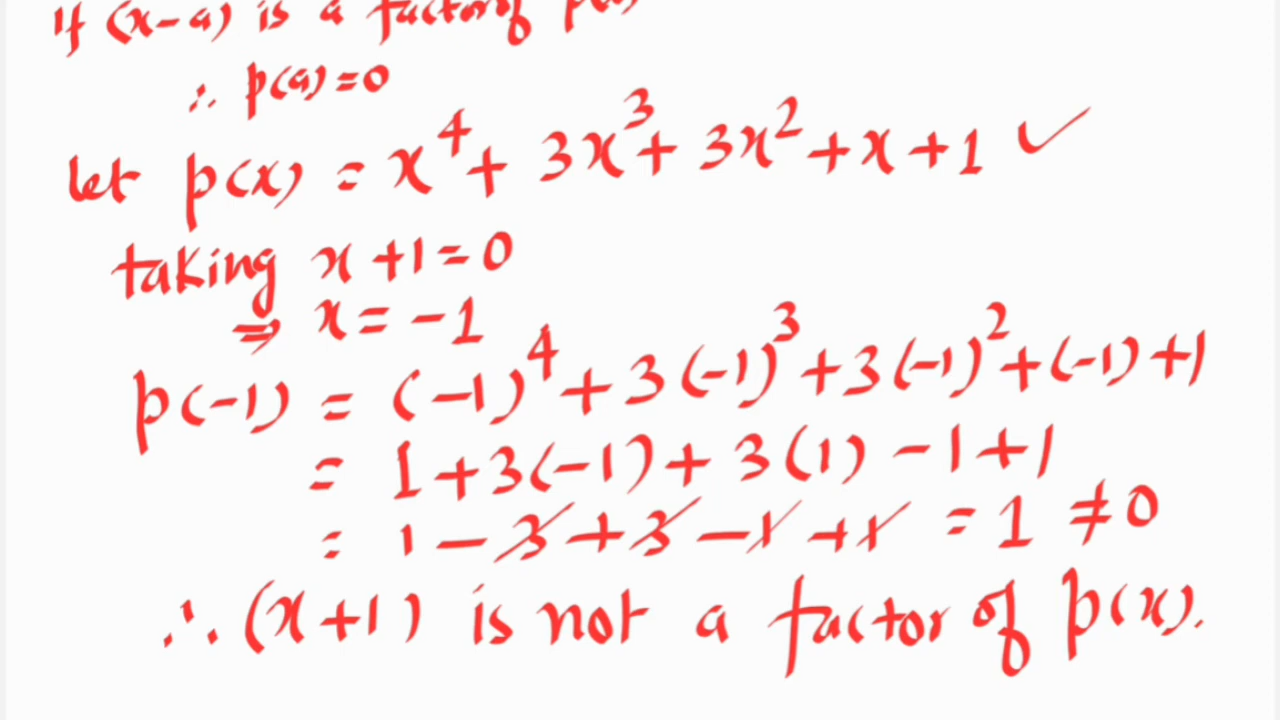 If (x-a) is a factor of p(x)
∴ p(a)=0
let p(x) = x⁴ + 3x³ + 3x² + x + 1 ✓
taking x+1=0
⇒ x = -1
p(-1) = (-1)⁴ + 3(-1)³ + 3(-1)² + (-1) + 1
= 1 + 3(-1) + 3(1) - 1 + 1
= 1 - 3 + 3 - 1 + 1 = 1 ≠ 0
∴ (x+1) is not a factor of p(x).